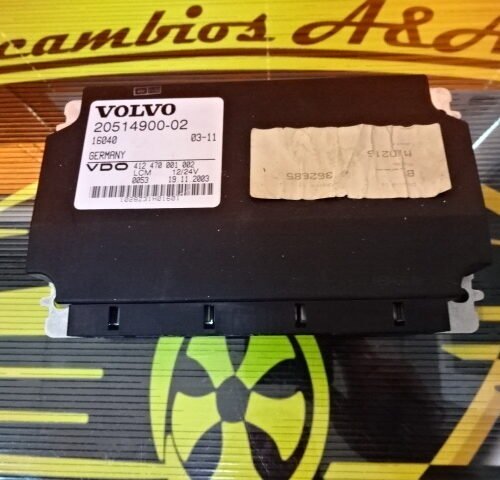 cambios A&A
VOLVO
20514900-02
16040 03-11
GERMANY
VDO 412 470 001 002
LCM 12/24V
0053 19.11.2003
362685